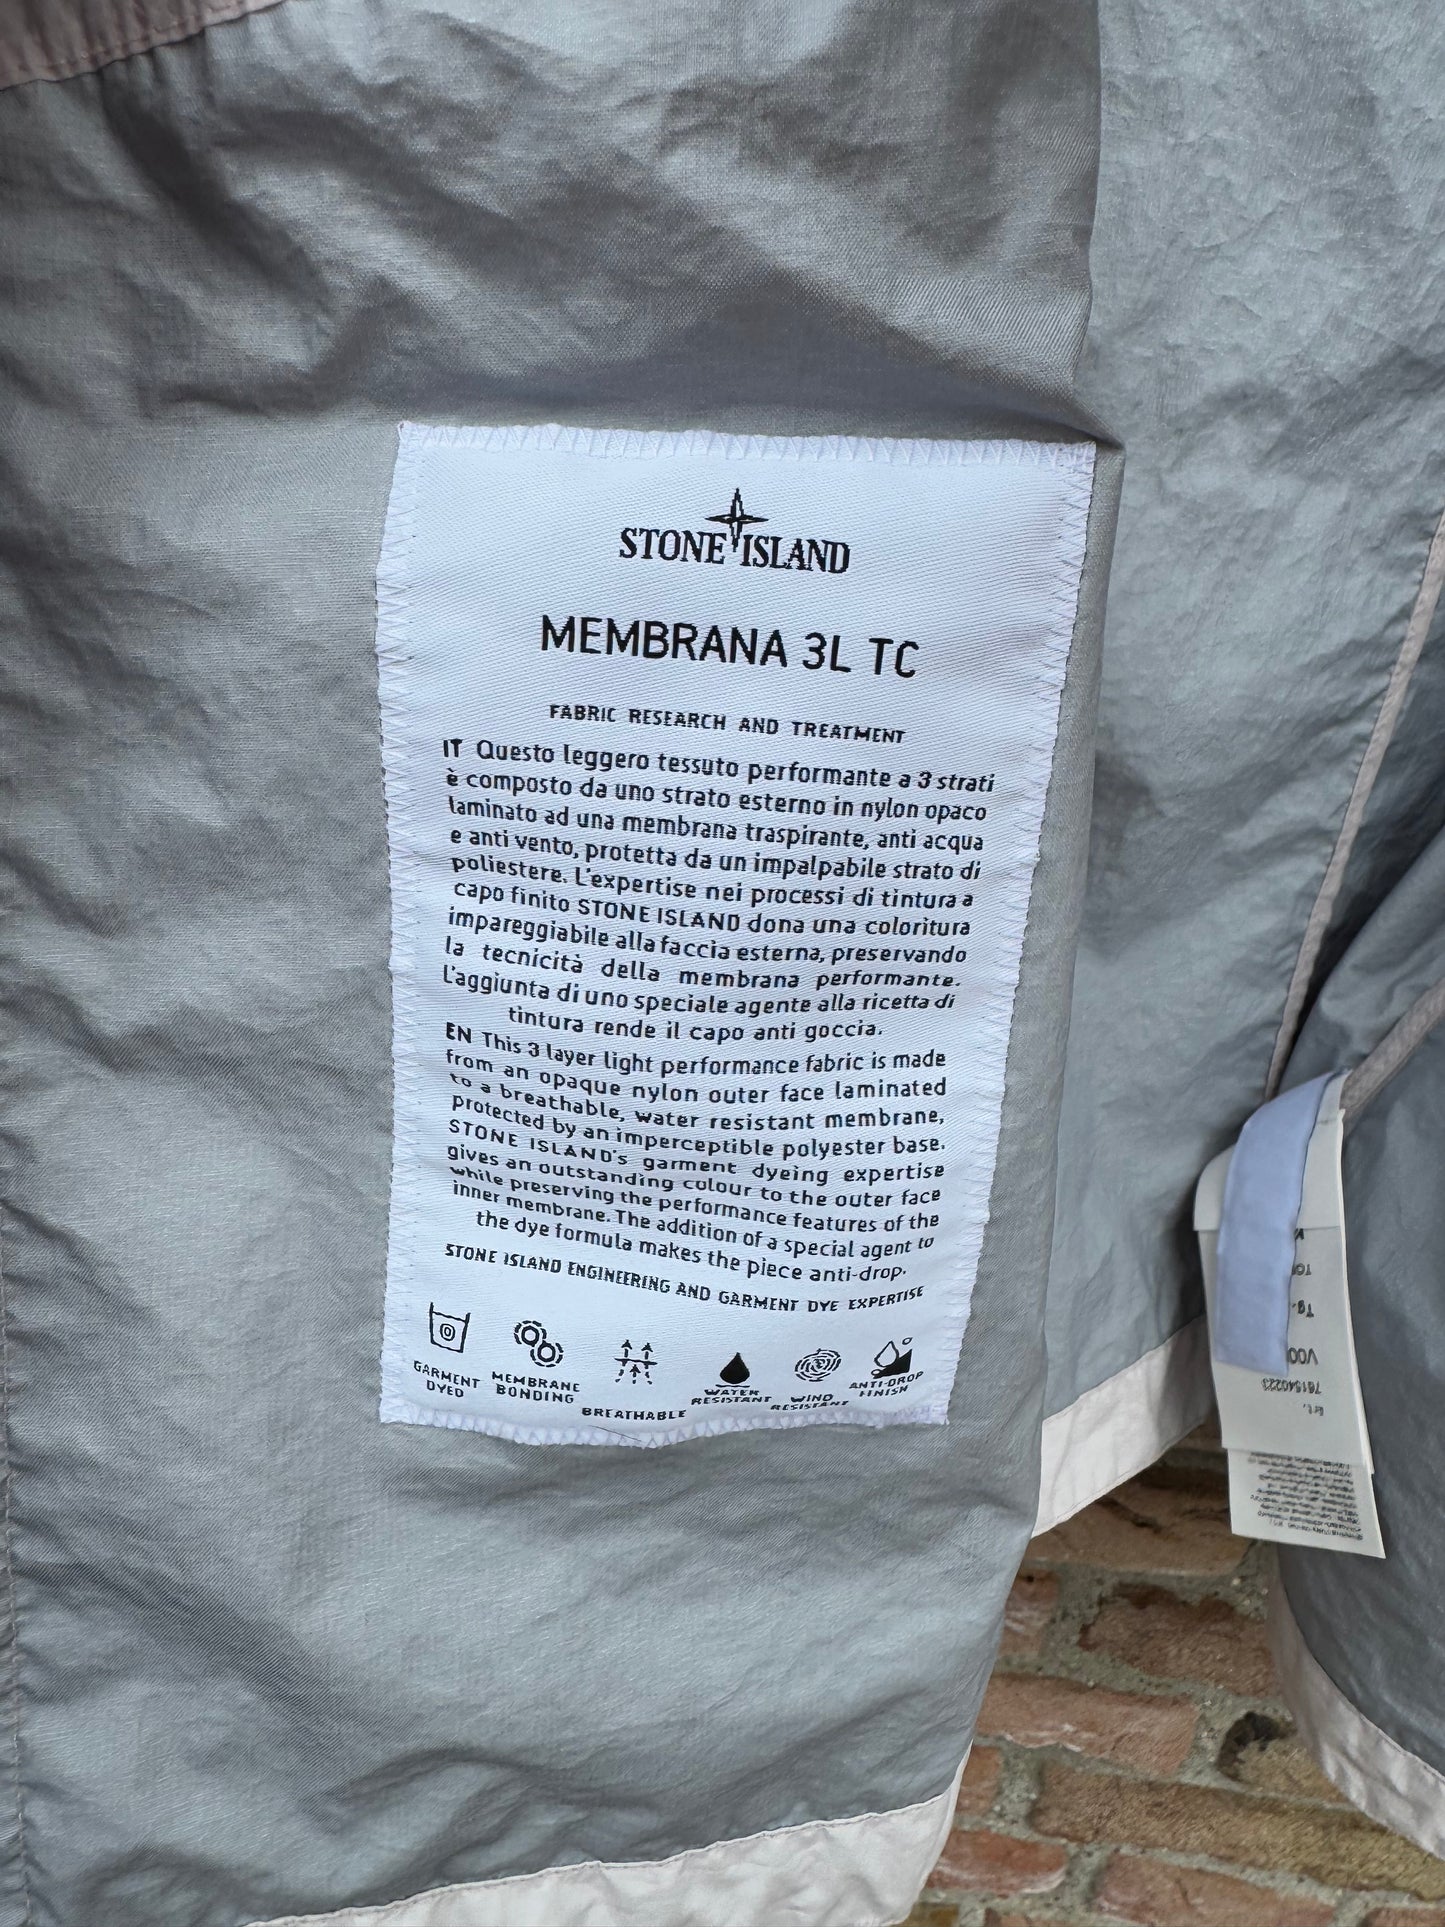 STONE ISLAND
MEMBRANA 3L TC
FABRIC RESEARCH AND TREATMENT
IT Questo leggero tessuto performante a 3 strati
è composto da uno strato esterno in nylon opaco
laminato ad una membrana traspirante, anti acqua
e anti vento, protetta da un impalpabile strato di
poliestere. L'expertise nei processi di tintura a
capo finito STONE ISLAND dona una coloritura
impareggiabile alla faccia esterna, preservando
la tecnicità della membrana performante.
L'aggiunta di uno speciale agente alla ricetta di
tintura rende il capo anti goccia.
EN This 3 layer light performance fabric is made
from an opaque nylon outer face laminated
to a breathable, water resistant membrane,
protected by an imperceptible polyester base.
STONE ISLAND's garment dyeing expertise
gives an outstanding colour to the outer face
while preserving the performance features of the
inner membrane. The addition of a special agent to
the dye formula makes the piece anti-drop.
STONE ISLAND ENGINEERING AND GARMENT DYE EXPERTISE
GARMENT DYED
MEMBRANE BONDING
BREATHABLE
WATER RESISTANT
WIND RESISTANT
ANTI-DROP FINISH
Tg.
V00
781540223
Art.